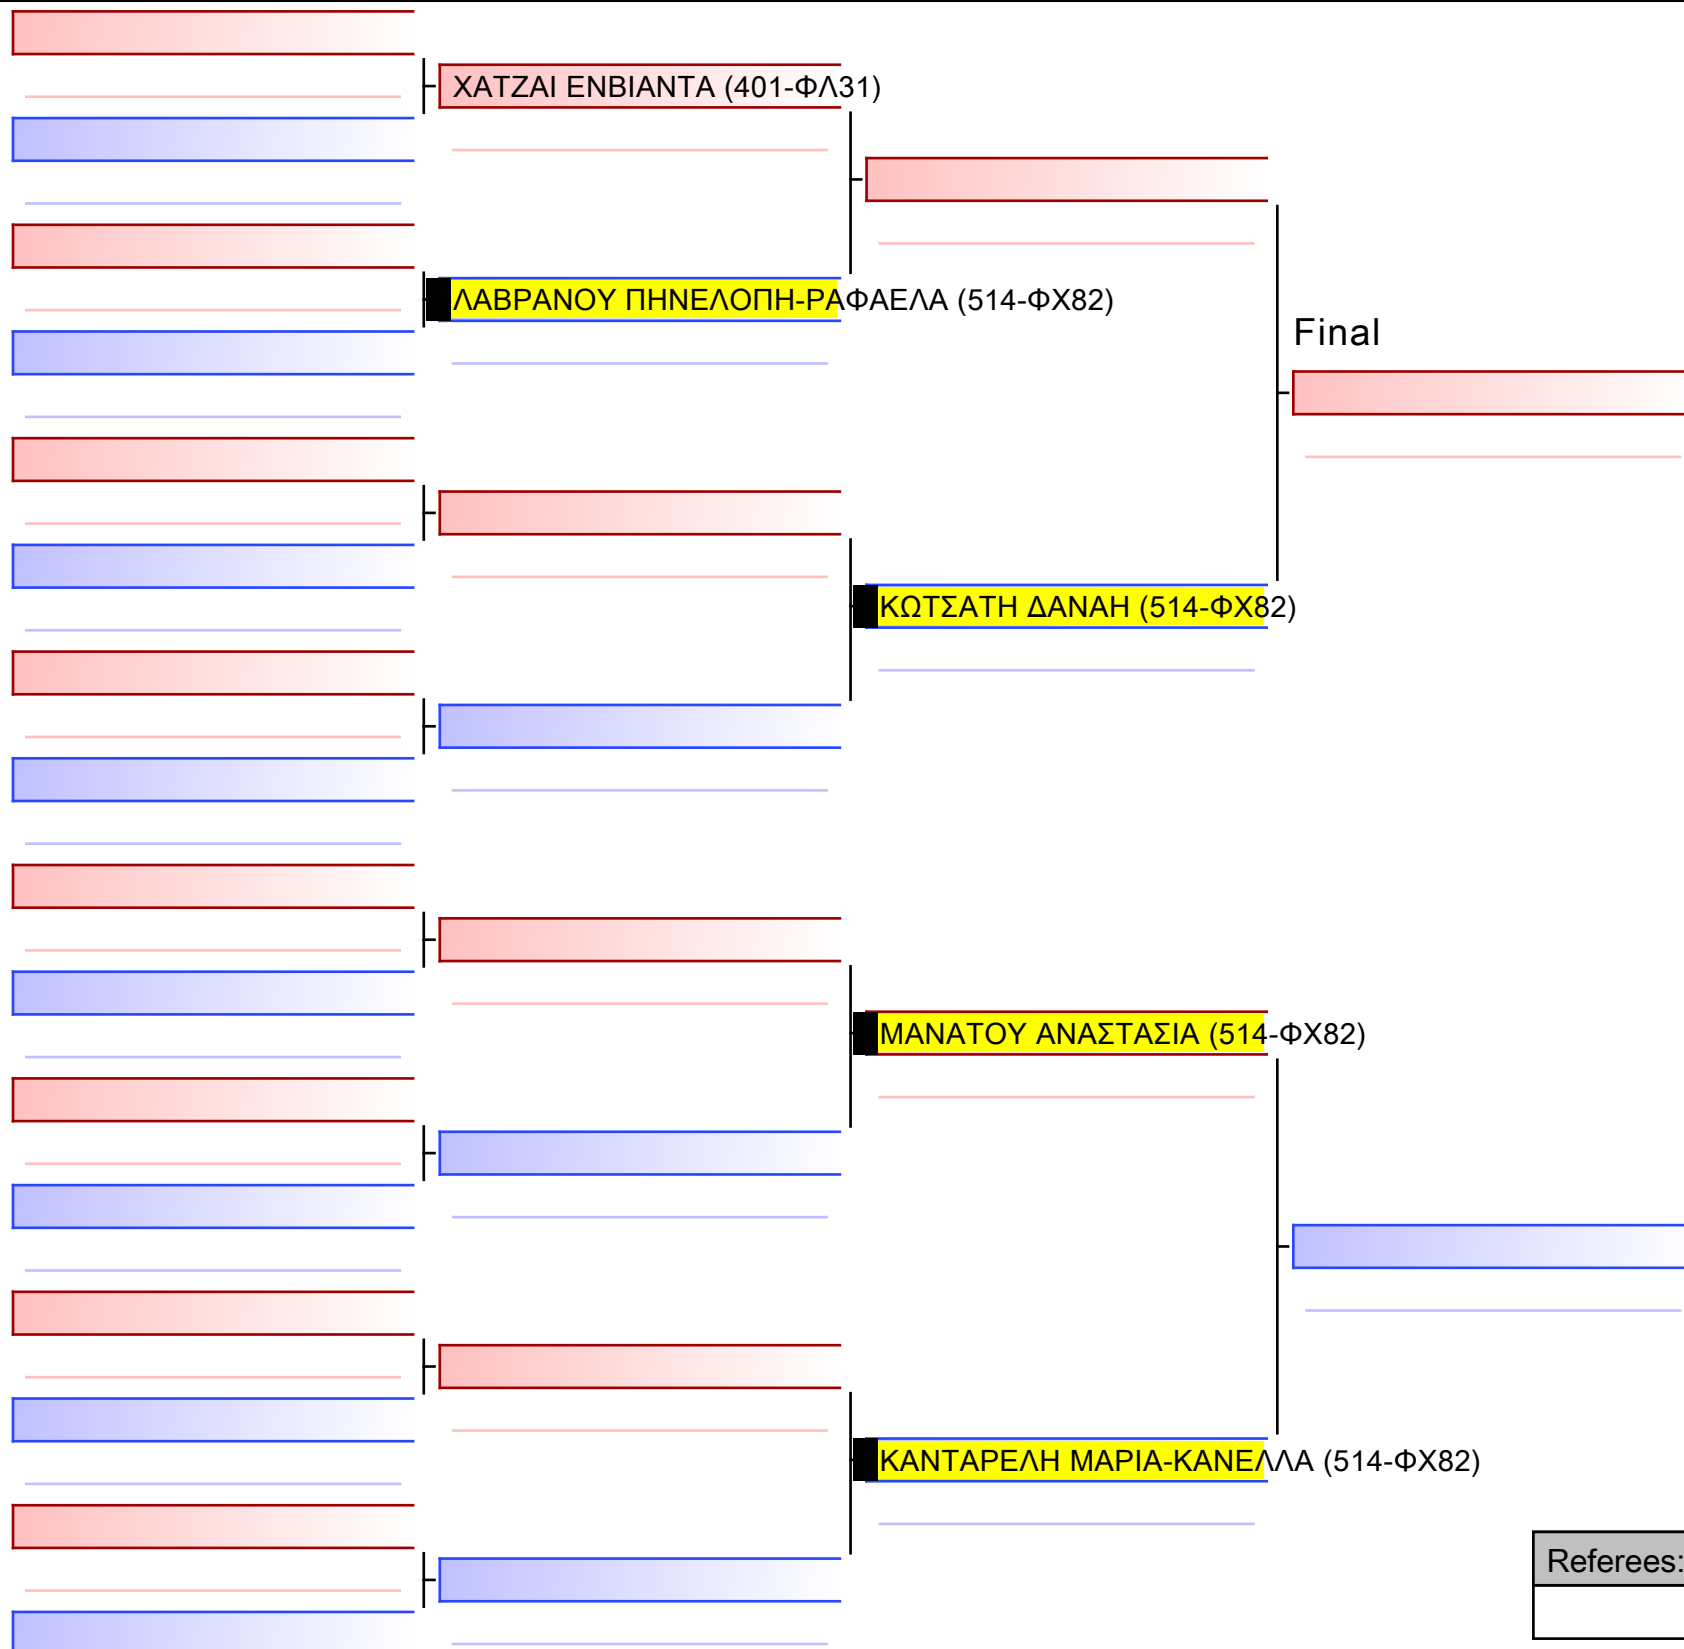 ΧΑΤΖΑΙ ΕΝΒΙΑΝΤΑ (401-ΦΛ31)
ΛΑΒΡΑΝΟΥ ΠΗΝΕΛΟΠΗ-ΡΑΦΑΕΛΑ (514-ΦΧ82)
Final
ΚΩΤΣΑΤΗ ΔΑΝΑΗ (514-ΦΧ82)
ΜΑΝΑΤΟΥ ΑΝΑΣΤΑΣΙΑ (514-ΦΧ82)
ΚΑΝΤΑΡΕΛΗ ΜΑΡΙΑ-ΚΑΝΕΛΛΑ (514-ΦΧ82)
Referees: